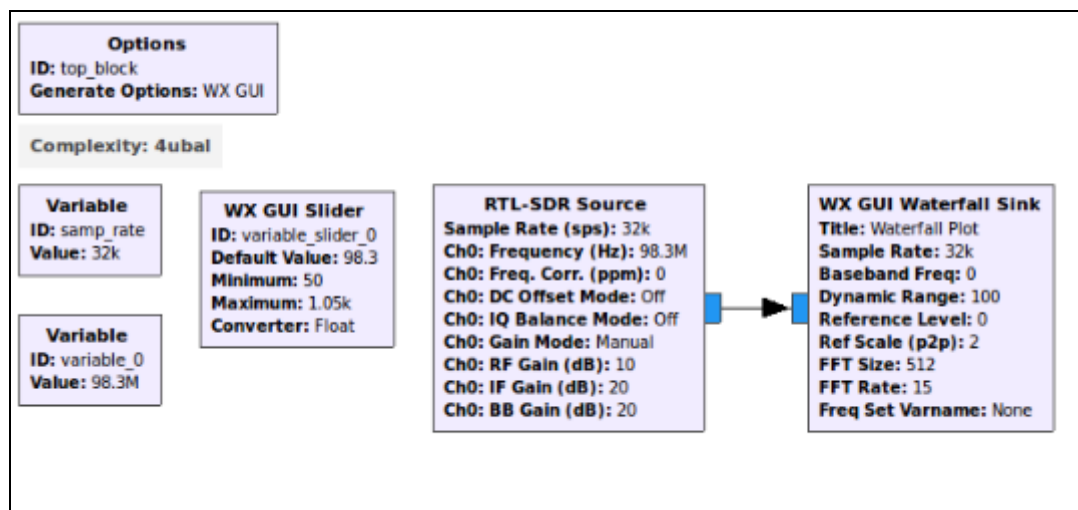 Options
ID: top_block
Generate Options: WX GUI
Complexity: 4ubal
Variable
ID: samp_rate
Value: 32k
Variable
ID: variable_0
Value: 98.3M
WX GUI Slider
ID: variable_slider_0
Default Value: 98.3
Minimum: 50
Maximum: 1.05k
Converter: Float
RTL-SDR Source
Sample Rate (sps): 32k
Ch0: Frequency (Hz): 98.3M
Ch0: Freq. Corr. (ppm): 0
Ch0: DC Offset Mode: Off
Ch0: IQ Balance Mode: Off
Ch0: Gain Mode: Manual
Ch0: RF Gain (dB): 10
Ch0: IF Gain (dB): 20
Ch0: BB Gain (dB): 20
WX GUI Waterfall Sink
Title: Waterfall Plot
Sample Rate: 32k
Baseband Freq: 0
Dynamic Range: 100
Reference Level: 0
Ref Scale (p2p): 2
FFT Size: 512
FFT Rate: 15
Freq Set Varname: None